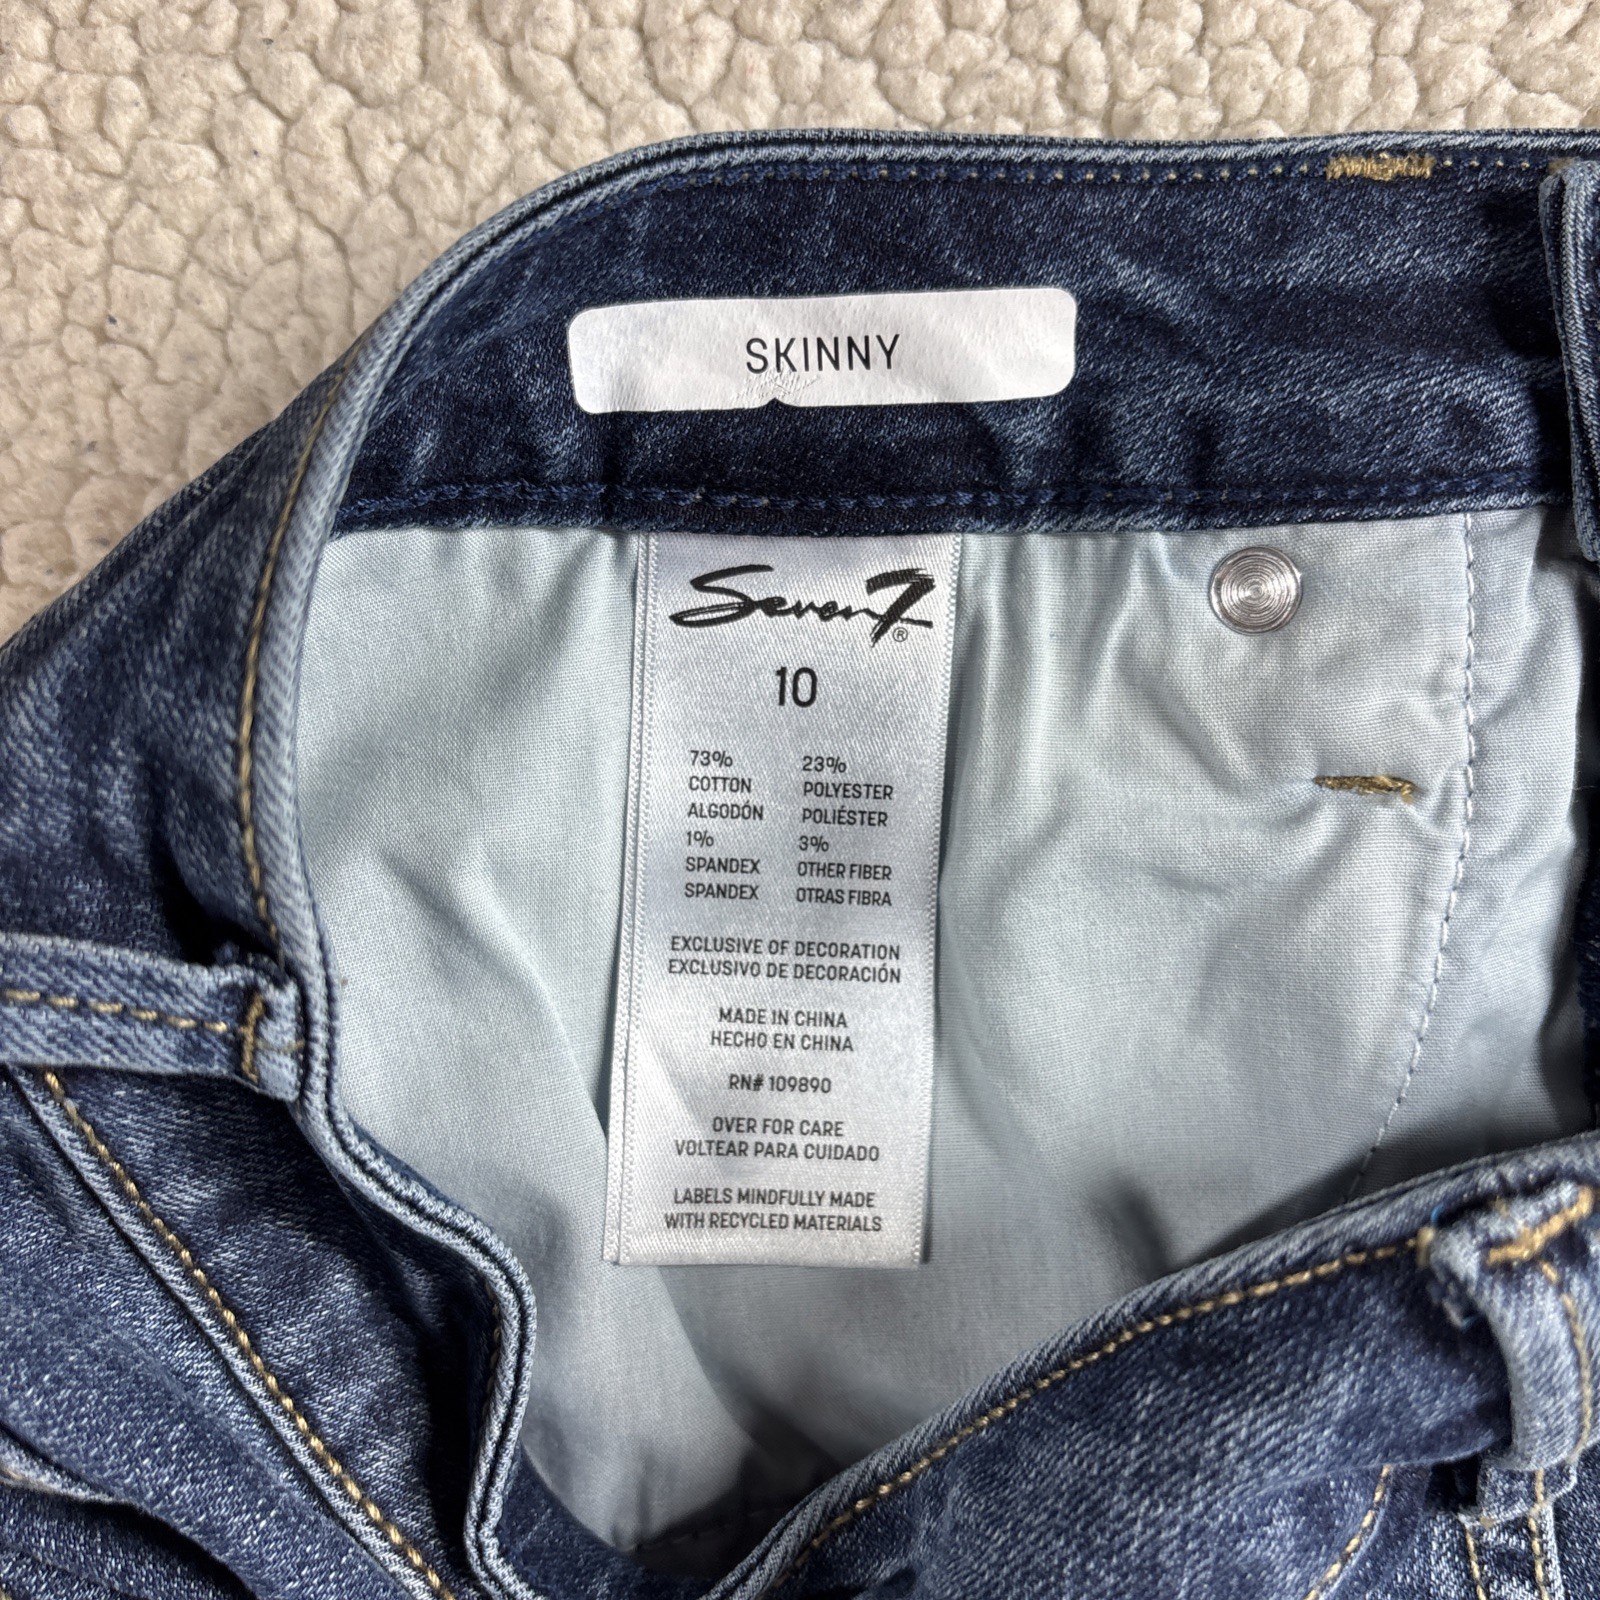 SKINNY
Seven7®
10
73% 23%
COTTON POLYESTER
ALGODÓN POLIÉSTER
1% 3%
SPANDEX OTHER FIBER
SPANDEX OTRAS FIBRA
EXCLUSIVE OF DECORATION
EXCLUSIVO DE DECORACIÓN
MADE IN CHINA
HECHO EN CHINA
RN# 109890
OVER FOR CARE
VOLTEAR PARA CUIDADO
LABELS MINDFULLY MADE
WITH RECYCLED MATERIALS